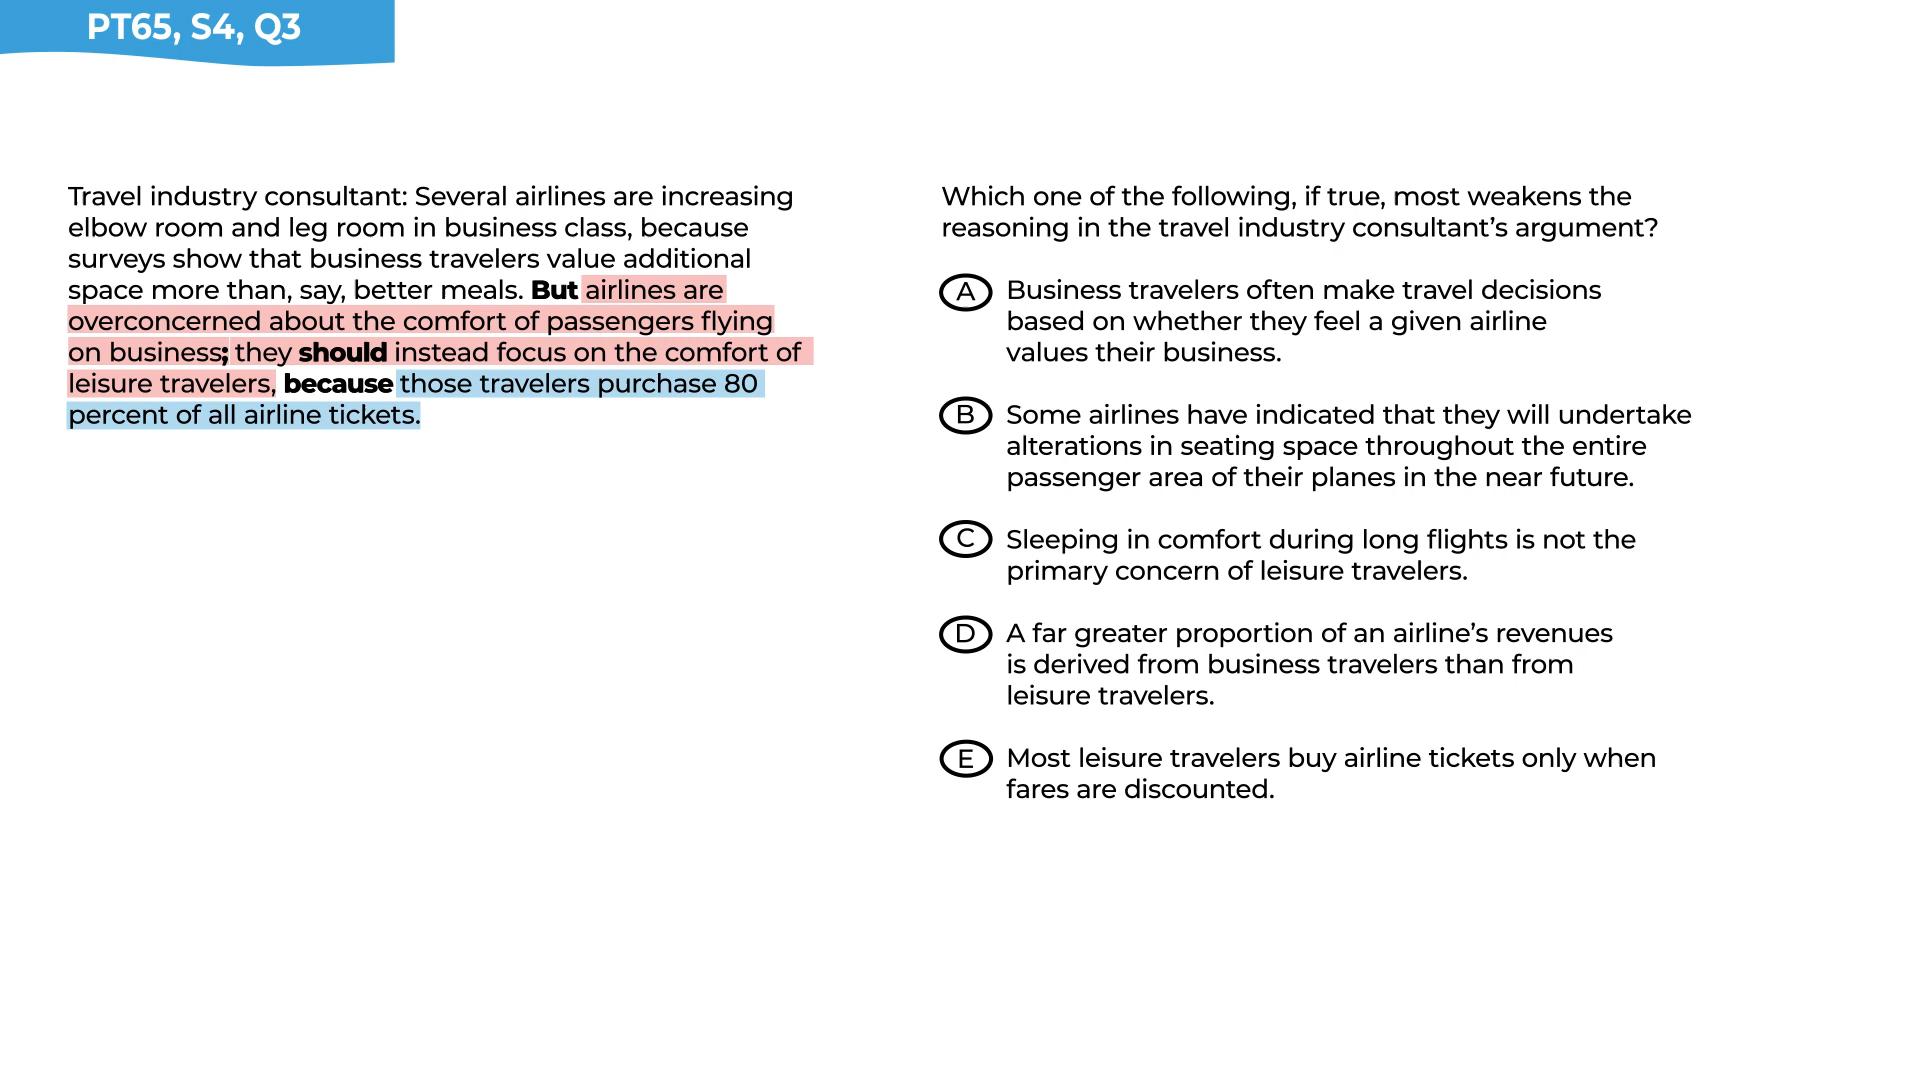 PT65, S4, Q3
Travel industry consultant: Several airlines are increasing
elbow room and leg room in business class, because
surveys show that business travelers value additional
space more than, say, better meals. But airlines are
overconcerned about the comfort of passengers flying
on business; they should instead focus on the comfort of
leisure travelers, because those travelers purchase 80
percent of all airline tickets.
Which one of the following, if true, most weakens the
reasoning in the travel industry consultant’s argument?
A Business travelers often make travel decisions
based on whether they feel a given airline
values their business.
B Some airlines have indicated that they will undertake
alterations in seating space throughout the entire
passenger area of their planes in the near future.
C Sleeping in comfort during long flights is not the
primary concern of leisure travelers.
D A far greater proportion of an airline’s revenues
is derived from business travelers than from
leisure travelers.
E Most leisure travelers buy airline tickets only when
fares are discounted.